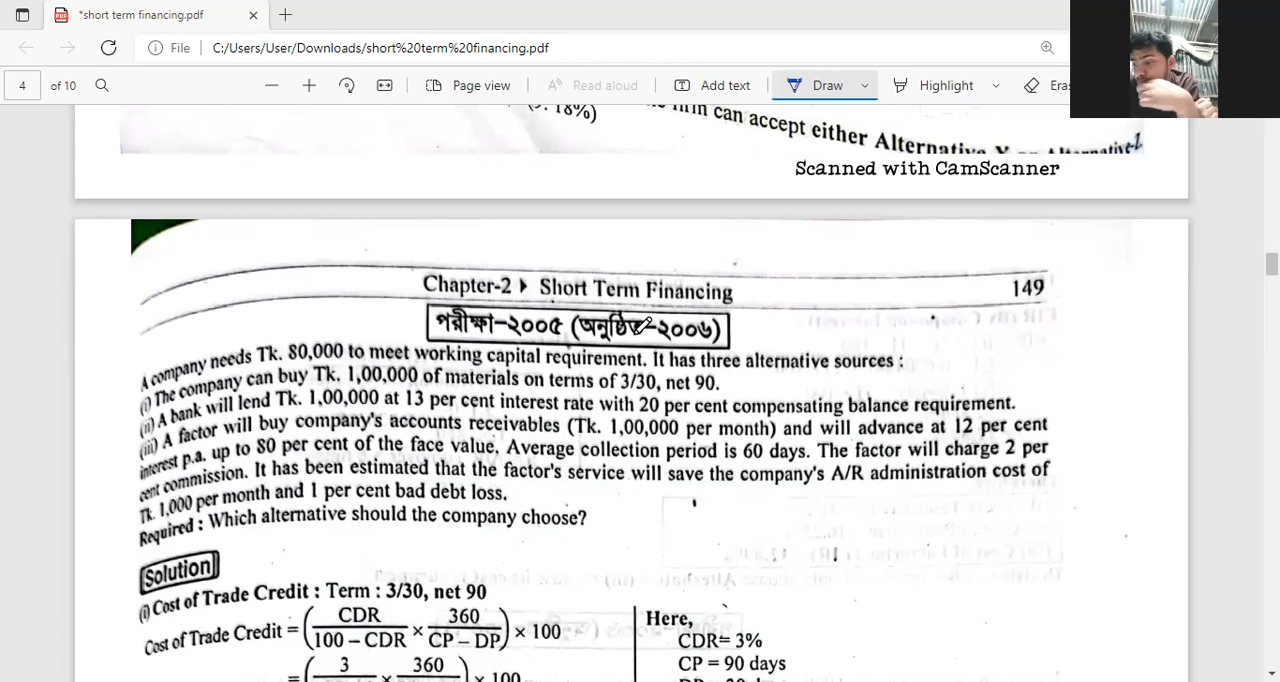 *short term financing.pdf
File
C:/Users/User/Downloads/short%20term%20financing.pdf
4 of 10
Page view
Read aloud
Add text
Draw
Highlight
18%)
can accept either Alternative
Scanned with CamScanner
Chapter-2 Short Term Financing 149
পরীক্ষা-২০০৫ (অনুষ্ঠিত-২০০৬)
A company needs Tk. 80,000 to meet working capital requirement. It has three alternative sources :
(i) The company can buy Tk. 1,00,000 of materials on terms of 3/30, net 90.
(ii) A bank will lend Tk. 1,00,000 at 13 per cent interest rate with 20 per cent compensating balance requirement.
(iii) A factor will buy company's accounts receivables (Tk. 1,00,000 per month) and will advance at 12 per cent
interest p.a. up to 80 per cent of the face value. Average collection period is 60 days. The factor will charge 2 per
cent commission. It has been estimated that the factor's service will save the company's A/R administration cost of
Tk. 1,000 per month and 1 per cent bad debt loss.
Required : Which alternative should the company choose?
Solution
(i) Cost of Trade Credit : Term : 3/30, net 90
Cost of Trade Credit = (CDR / 100 – CDR × 360 / CP – DP) × 100
= (3 × 360) × 100
Here,
CDR= 3%
CP = 90 days